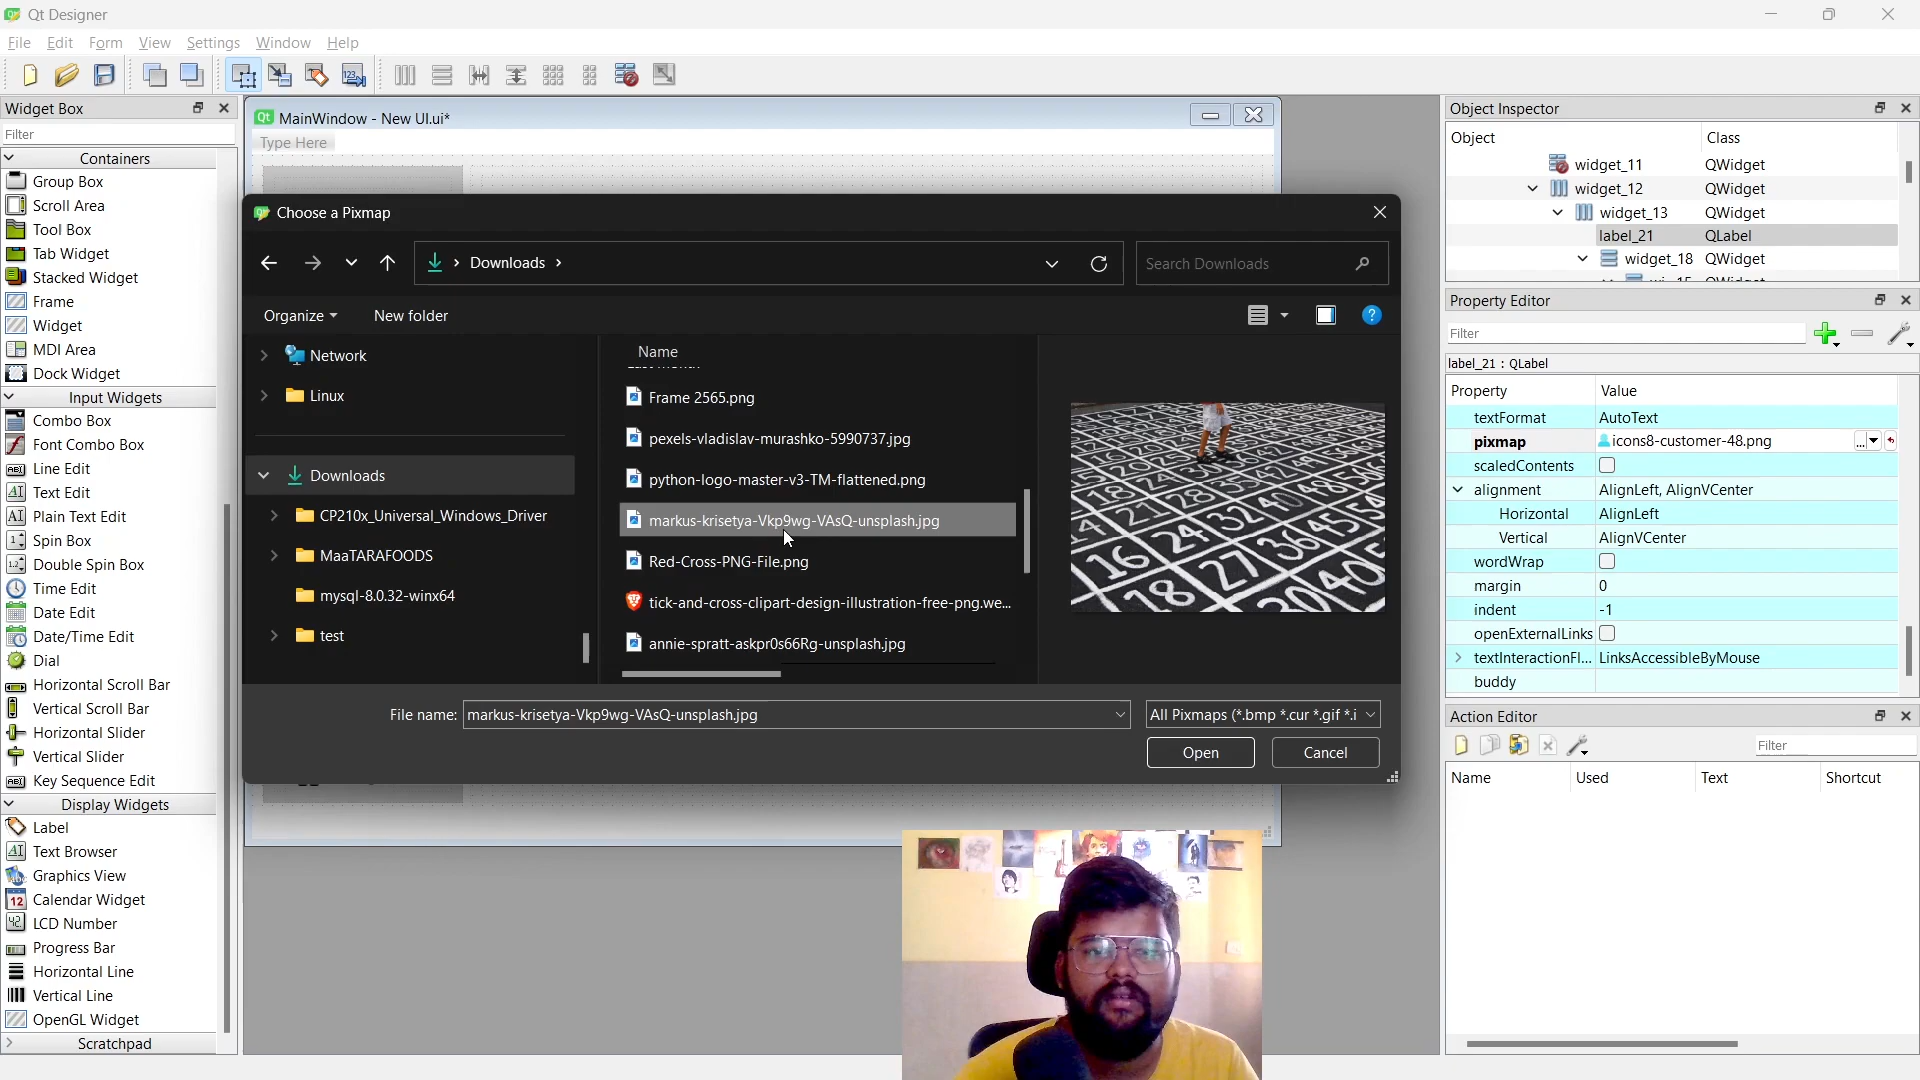 Qt Designer
File Edit Form View Settings Window Help
Widget Box
Filter
Containers
Group Box
Scroll Area
Tool Box
Tab Widget
Stacked Widget
Frame
Widget
MDI Area
Dock Widget
Input Widgets
Combo Box
Font Combo Box
Line Edit
Text Edit
Plain Text Edit
Spin Box
Double Spin Box
Time Edit
Date Edit
Date/Time Edit
Dial
Horizontal Scroll Bar
Vertical Scroll Bar
Horizontal Slider
Vertical Slider
Key Sequence Edit
Display Widgets
Label
Text Browser
Graphics View
Calendar Widget
LCD Number
Progress Bar
Horizontal Line
Vertical Line
OpenGL Widget
Scratchpad
MainWindow - New UI.ui*
Type Here
Choose a Pixmap
Downloads
Search Downloads
Organize New folder
Network
Linux
Downloads
CP210x_Universal_Windows_Driver
MaaTARAFOODS
mysql-8.0.32-winx64
test
Name
Frame 2565.png
pexels-vladislav-murashko-5990737.jpg
python-logo-master-v3-TM-flattened.png
markus-krisetya-Vkp9wg-VAsQ-unsplash.jpg
Red-Cross-PNG-File.png
tick-and-cross-clipart-design-illustration-free-png.we...
annie-spratt-askpr0s66Rg-unsplash.jpg
File name: markus-krisetya-Vkp9wg-VAsQ-unsplash.jpg
All Pixmaps (*.bmp *.cur *.gif *.i
Open Cancel
Object Inspector
Object Class
widget_11 QWidget
widget_12 QWidget
widget_13 QWidget
label_21 QLabel
widget_18 QWidget
Property Editor
Filter
label_21 : QLabel
Property Value
textFormat AutoText
pixmap icons8-customer-48.png ...
scaledContents
alignment AlignLeft, AlignVCenter
Horizontal AlignLeft
Vertical AlignVCenter
wordWrap
margin 0
indent -1
openExternalLinks
textInteractionFl... LinksAccessibleByMouse
buddy
Action Editor
Filter
Name Used Text Shortcut